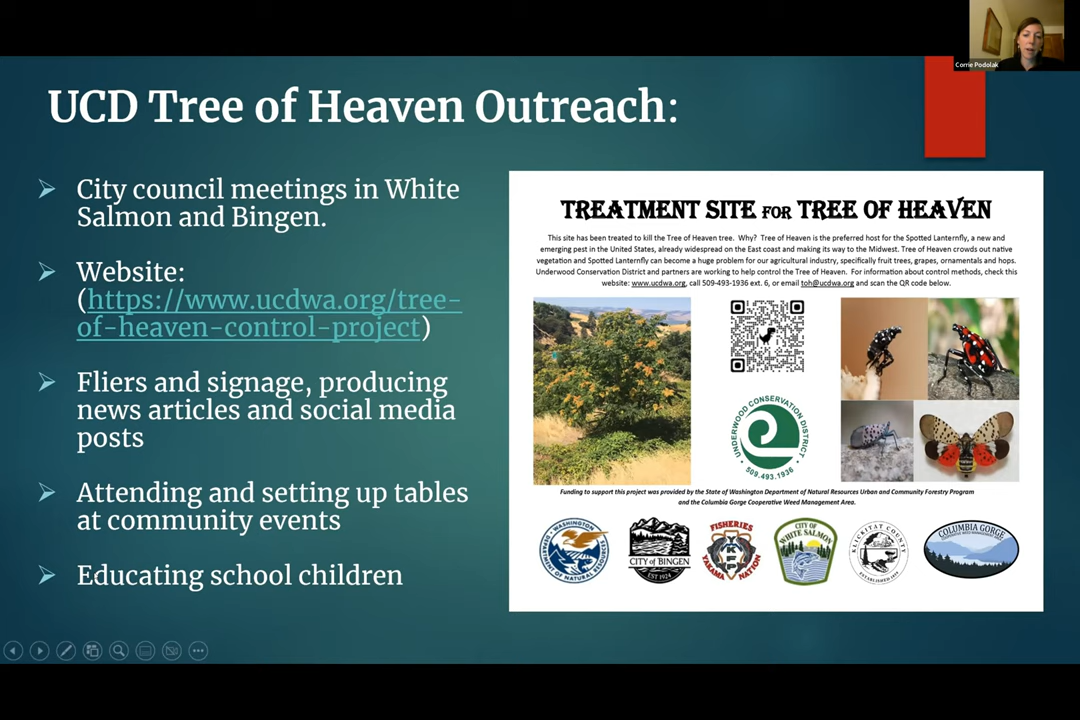 Corrie Podolak
UCD Tree of Heaven Outreach:
City council meetings in White
Salmon and Bingen.
Website:
(https://www.ucdwa.org/tree-
of-heaven-control-project)
Fliers and signage, producing
news articles and social media
posts
Attending and setting up tables
at community events
Educating school children
TREATMENT SITE FOR TREE OF HEAVEN
This site has been treated to kill the Tree of Heaven tree. Why? Tree of Heaven is the preferred host for the Spotted Lanternfly, a new and
emerging pest in the United States, already widespread on the East coast and making its way to the Midwest. Tree of Heaven crowds out native
vegetation and Spotted Lanternfly can become a huge problem for our agricultural industry, specifically fruit trees, grapes, ornamentals and hops.
Underwood Conservation District and partners are working to help control the Tree of Heaven. For information about control methods, check this
website: www.ucdwa.org, call 509-493-1936 ext. 6, or email toh@ucdwa.org and scan the QR code below.
UNDERWOOD CONSERVATION DISTRICT
509.493.1936
Funding to support this project was provided by the State of Washington Department of Natural Resources Urban and Community Forestry Program
and the Columbia Gorge Cooperative Weed Management Area.
WASHINGTON
DEPARTMENT OF NATURAL RESOURCES
CITY OF BINGEN
EST 1924
FISHERIES
YKFP
YAKAMA NATION
CITY OF
WHITE SALMON
KLICKITAT COUNTY
COLUMBIA GORGE
COOPERATIVE WEED MANAGEMENT AREA